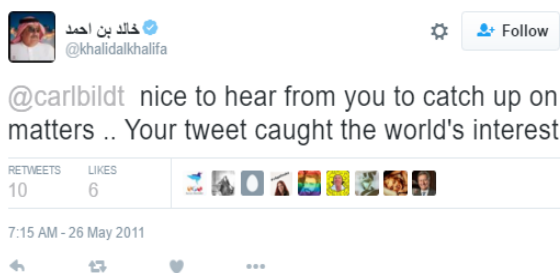 خالد بن احمد
@khalidalkhalifa
Follow
@carlbildt nice to hear from you to catch up on
matters .. Your tweet caught the world's interest
RETWEETS LIKES
10 6
7:15 AM - 26 May 2011